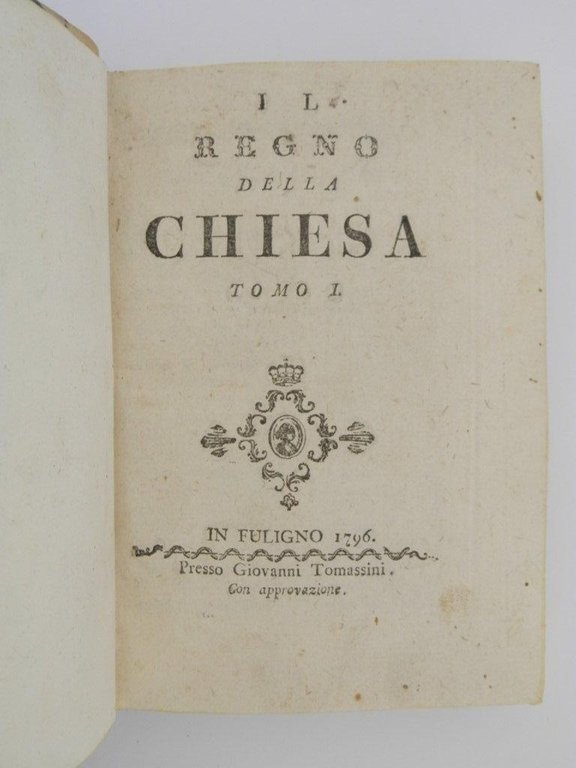 IL
REGNO
DELLA
CHIESA
TOMO I.
IN FULIGNO 1796.
Presso Giovanni Tomassini.
Con approvazione.